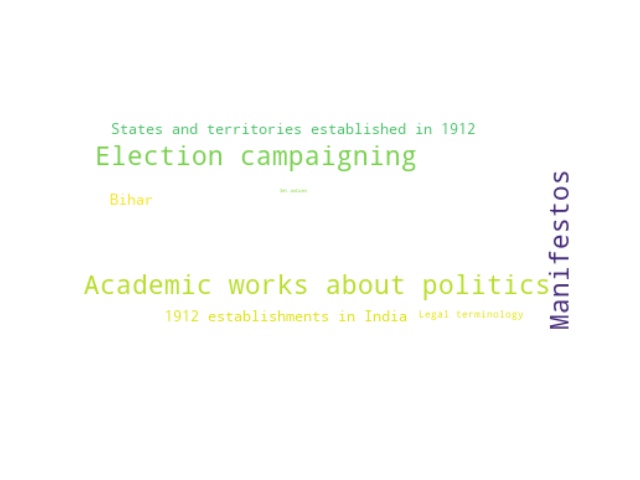 States and territories established in 1912
Election campaigning
Bihar
Manifestos
Academic works about politics
1912 establishments in India
Legal terminology